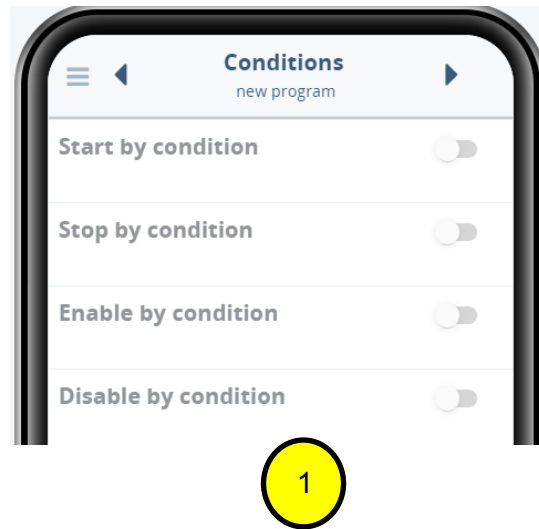 Conditions
new program
Start by condition
Stop by condition
Enable by condition
Disable by condition
1